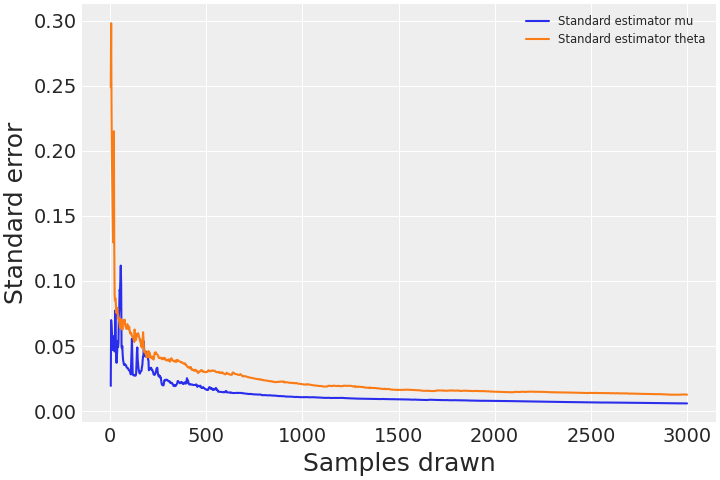 Standard estimator mu
Standard estimator theta
0.30
0.25
0.20
0.15
0.10
0.05
0.00
Standard error
0 500 1000 1500 2000 2500 3000
Samples drawn